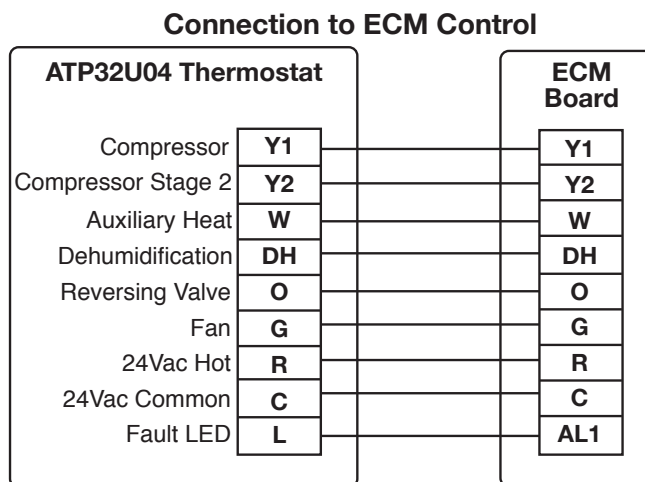 Connection to ECM Control
ATP32U04 Thermostat
ECM
Board
Compressor Y1 Y1
Compressor Stage 2 Y2 Y2
Auxiliary Heat W W
Dehumidification DH DH
Reversing Valve O O
Fan G G
24Vac Hot R R
24Vac Common C C
Fault LED L AL1